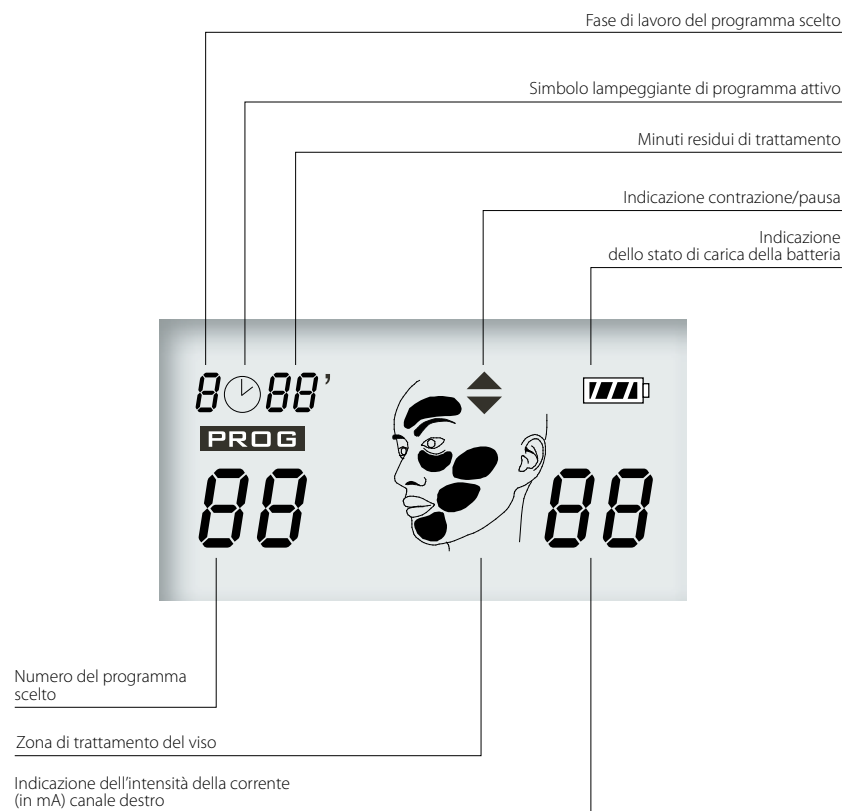 Fase di lavoro del programma scelto
Simbolo lampeggiante di programma attivo
Minuti residui di trattamento
Indicazione contrazione/pausa
Indicazione
dello stato di carica della batteria
8 88’
PROG
88 88
Numero del programma
scelto
Zona di trattamento del viso
Indicazione dell’intensità della corrente
(in mA) canale destro